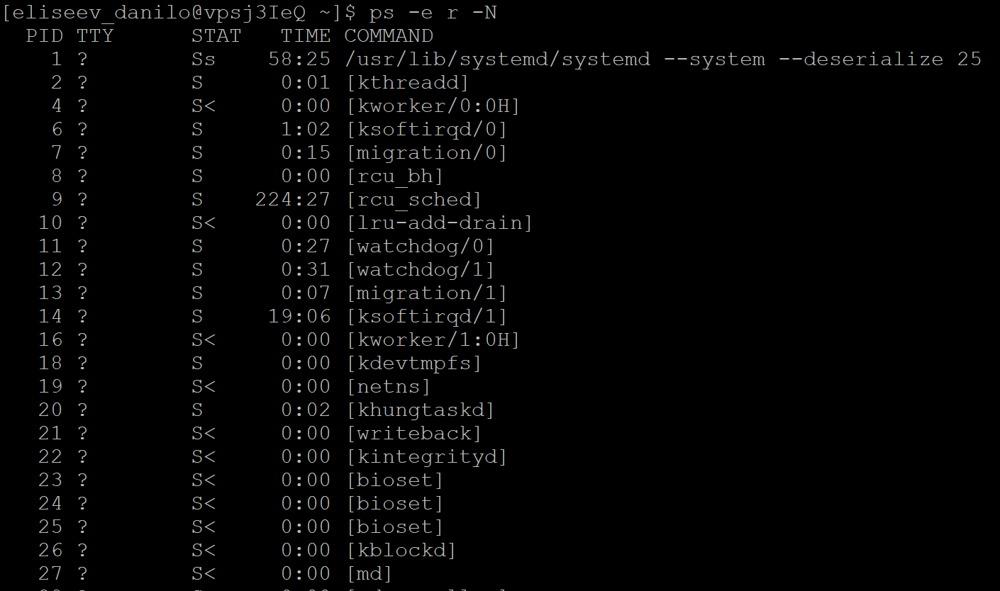 [eliseev_danilo@vpsj3IeQ ~]$ ps -e r -N
PID TTY STAT TIME COMMAND
1 ? Ss 58:25 /usr/lib/systemd/systemd --system --deserialize 25
2 ? S 0:01 [kthreadd]
4 ? S< 0:00 [kworker/0:0H]
6 ? S 1:02 [ksoftirqd/0]
7 ? S 0:15 [migration/0]
8 ? S 0:00 [rcu_bh]
9 ? S 224:27 [rcu_sched]
10 ? S< 0:00 [lru-add-drain]
11 ? S 0:27 [watchdog/0]
12 ? S 0:31 [watchdog/1]
13 ? S 0:07 [migration/1]
14 ? S 19:06 [ksoftirqd/1]
16 ? S< 0:00 [kworker/1:0H]
18 ? S 0:00 [kdevtmpfs]
19 ? S< 0:00 [netns]
20 ? S 0:02 [khungtaskd]
21 ? S< 0:00 [writeback]
22 ? S< 0:00 [kintegrityd]
23 ? S< 0:00 [bioset]
24 ? S< 0:00 [bioset]
25 ? S< 0:00 [bioset]
26 ? S< 0:00 [kblockd]
27 ? S< 0:00 [md]